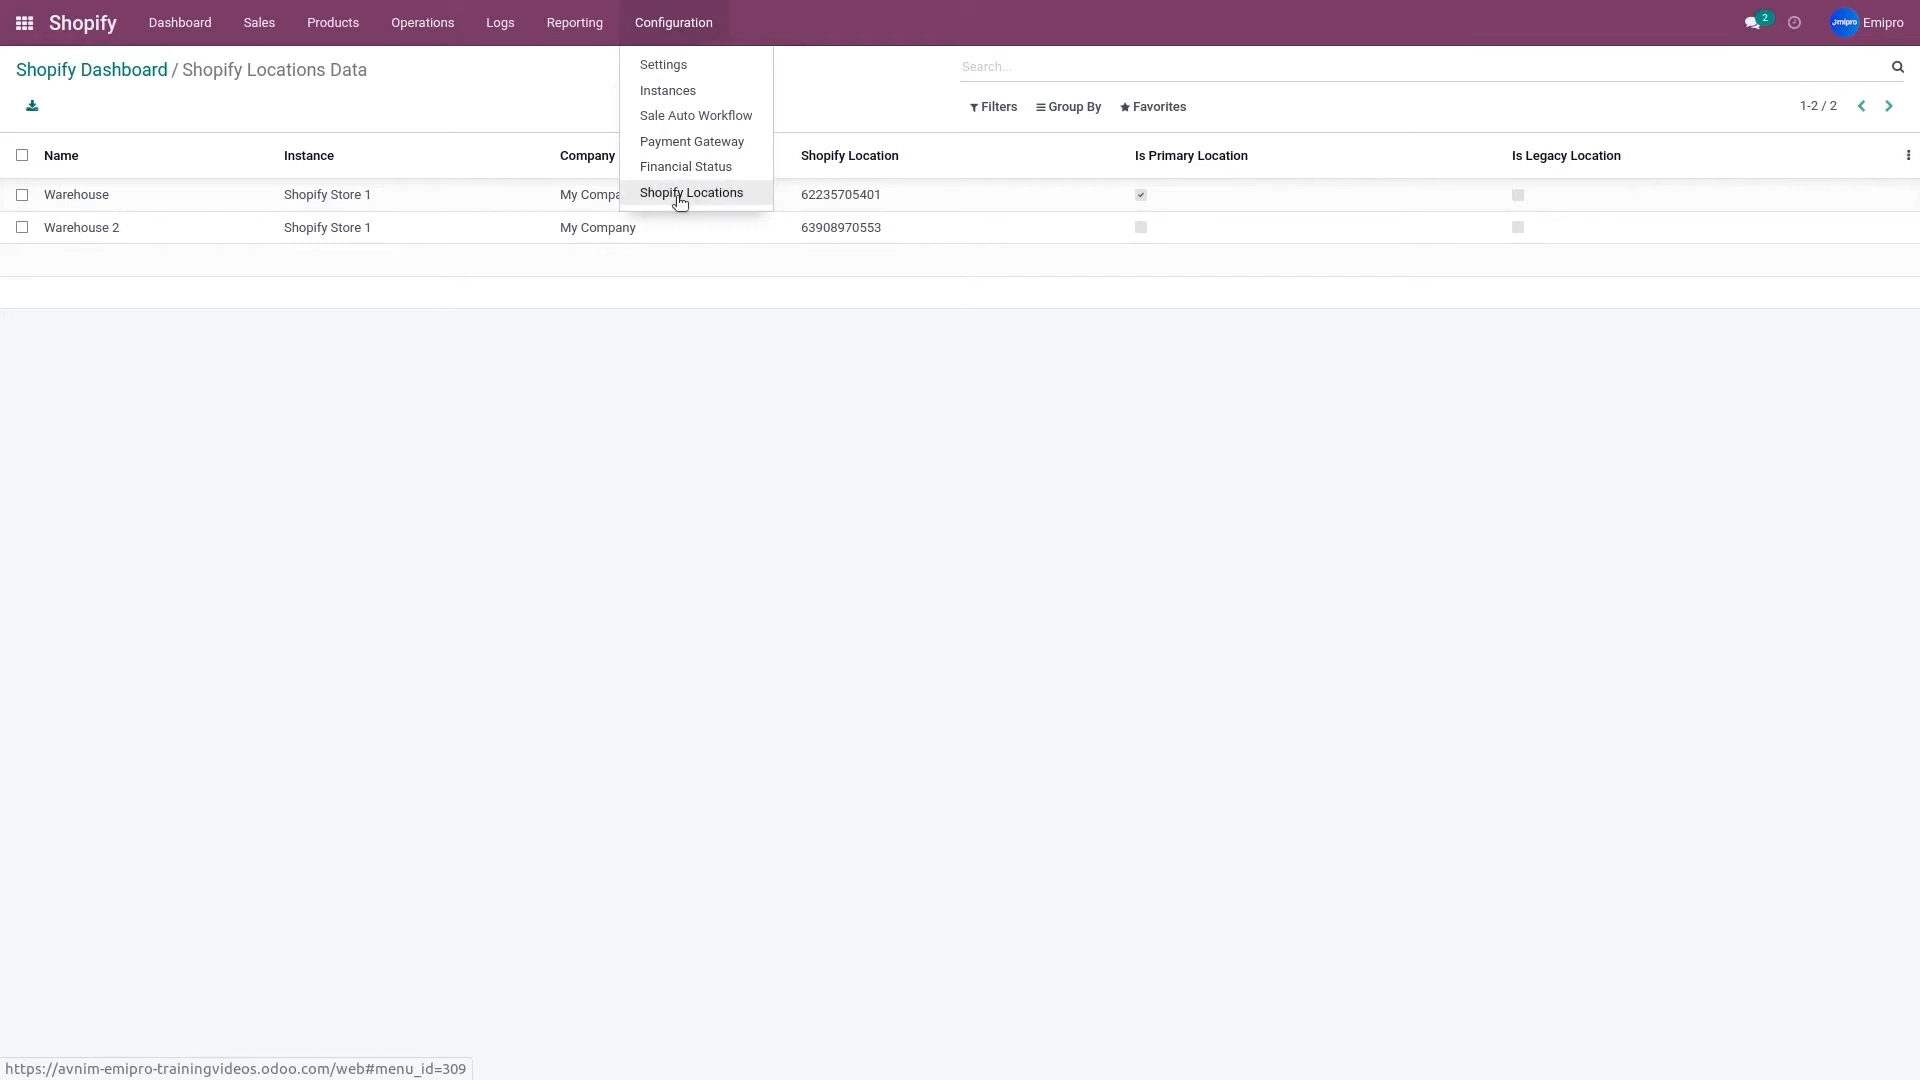 Shopify Dashboard Sales Products Operations Logs Reporting Configuration 2 Emipro
Shopify Dashboard / Shopify Locations Data Search...
Filters Group By Favorites 1-2 / 2
Settings
Instances
Sale Auto Workflow
Payment Gateway
Financial Status
Shopify Locations
Name Instance Company Shopify Location Is Primary Location Is Legacy Location
Warehouse Shopify Store 1 My Compa 62235705401
Warehouse 2 Shopify Store 1 My Company 63908970553
https://avnim-emipro-trainingvideos.odoo.com/web#menu_id=309